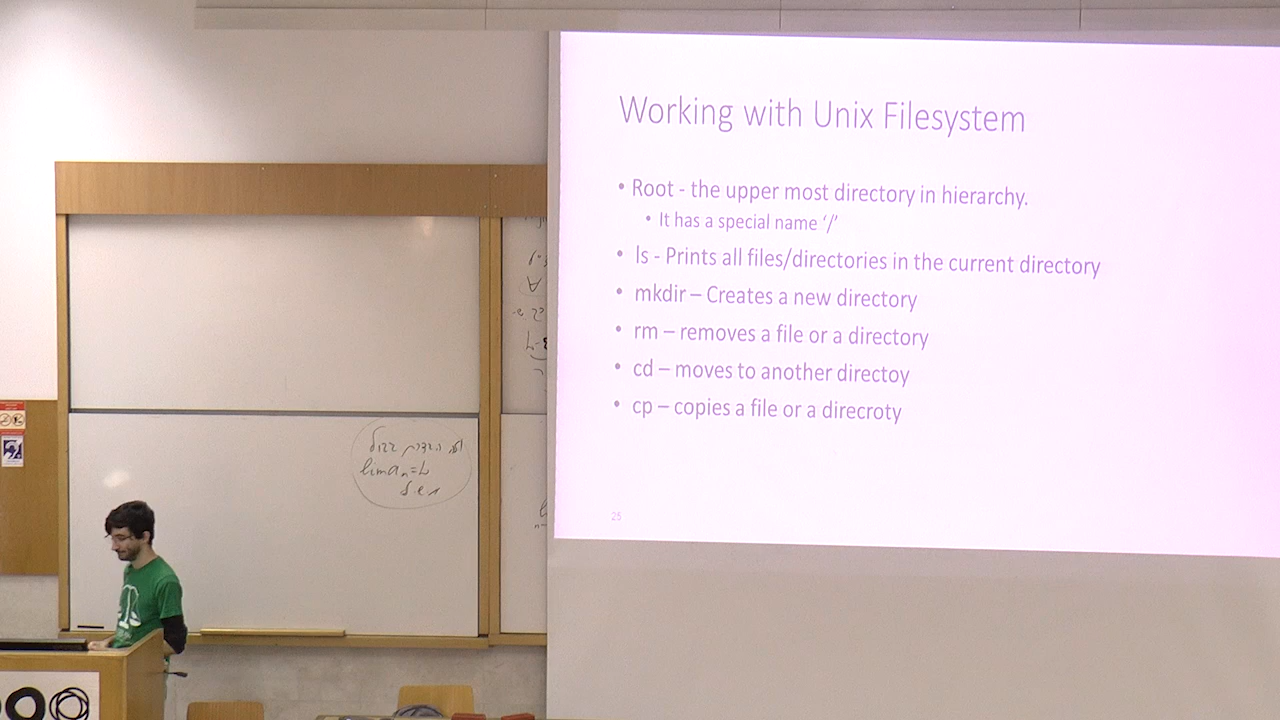 Working with Unix Filesystem
• Root - the upper most directory in hierarchy.
• It has a special name ‘/’
• ls - Prints all files/directories in the current directory
• mkdir – Creates a new directory
• rm – removes a file or a directory
• cd – moves to another directoy
• cp – copies a file or a direcroty
25
lim aₙ = L